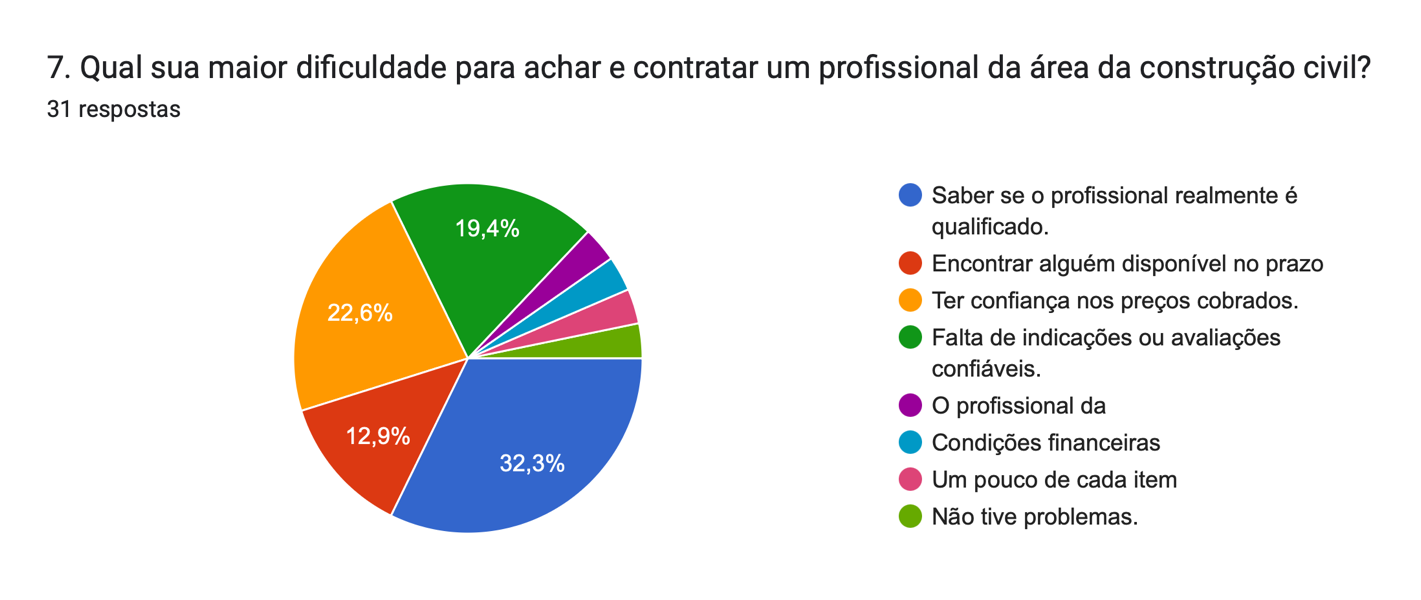 7. Qual sua maior dificuldade para achar e contratar um profissional da área da construção civil?
31 respostas
19,4%
22,6%
12,9%
32,3%
Saber se o profissional realmente é
qualificado.
Encontrar alguém disponível no prazo
Ter confiança nos preços cobrados.
Falta de indicações ou avaliações
confiáveis.
O profissional da
Condições financeiras
Um pouco de cada item
Não tive problemas.